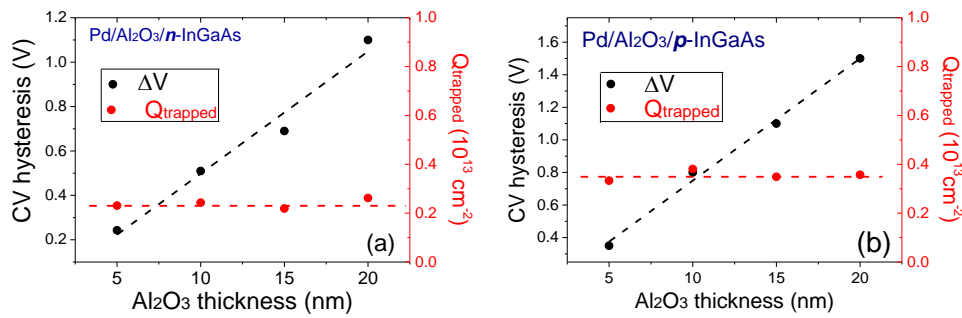 Pd/Al₂O₃/n-InGaAs
ΔV
Qtrapped
(a)
CV hysteresis (V)
1.2
1.0
0.8
0.6
0.4
0.2
5 10 15 20
Al₂O₃ thickness (nm)
1.0
0.8
0.6
0.4
0.2
0.0
Qtrapped (10¹³ cm⁻²)
Pd/Al₂O₃/p-InGaAs
ΔV
Qtrapped
(b)
CV hysteresis (V)
1.6
1.4
1.2
1.0
0.8
0.6
0.4
5 10 15 20
Al₂O₃ thickness (nm)
1.0
0.8
0.6
0.4
0.2
0.0
Qtrapped (10¹³ cm⁻²)